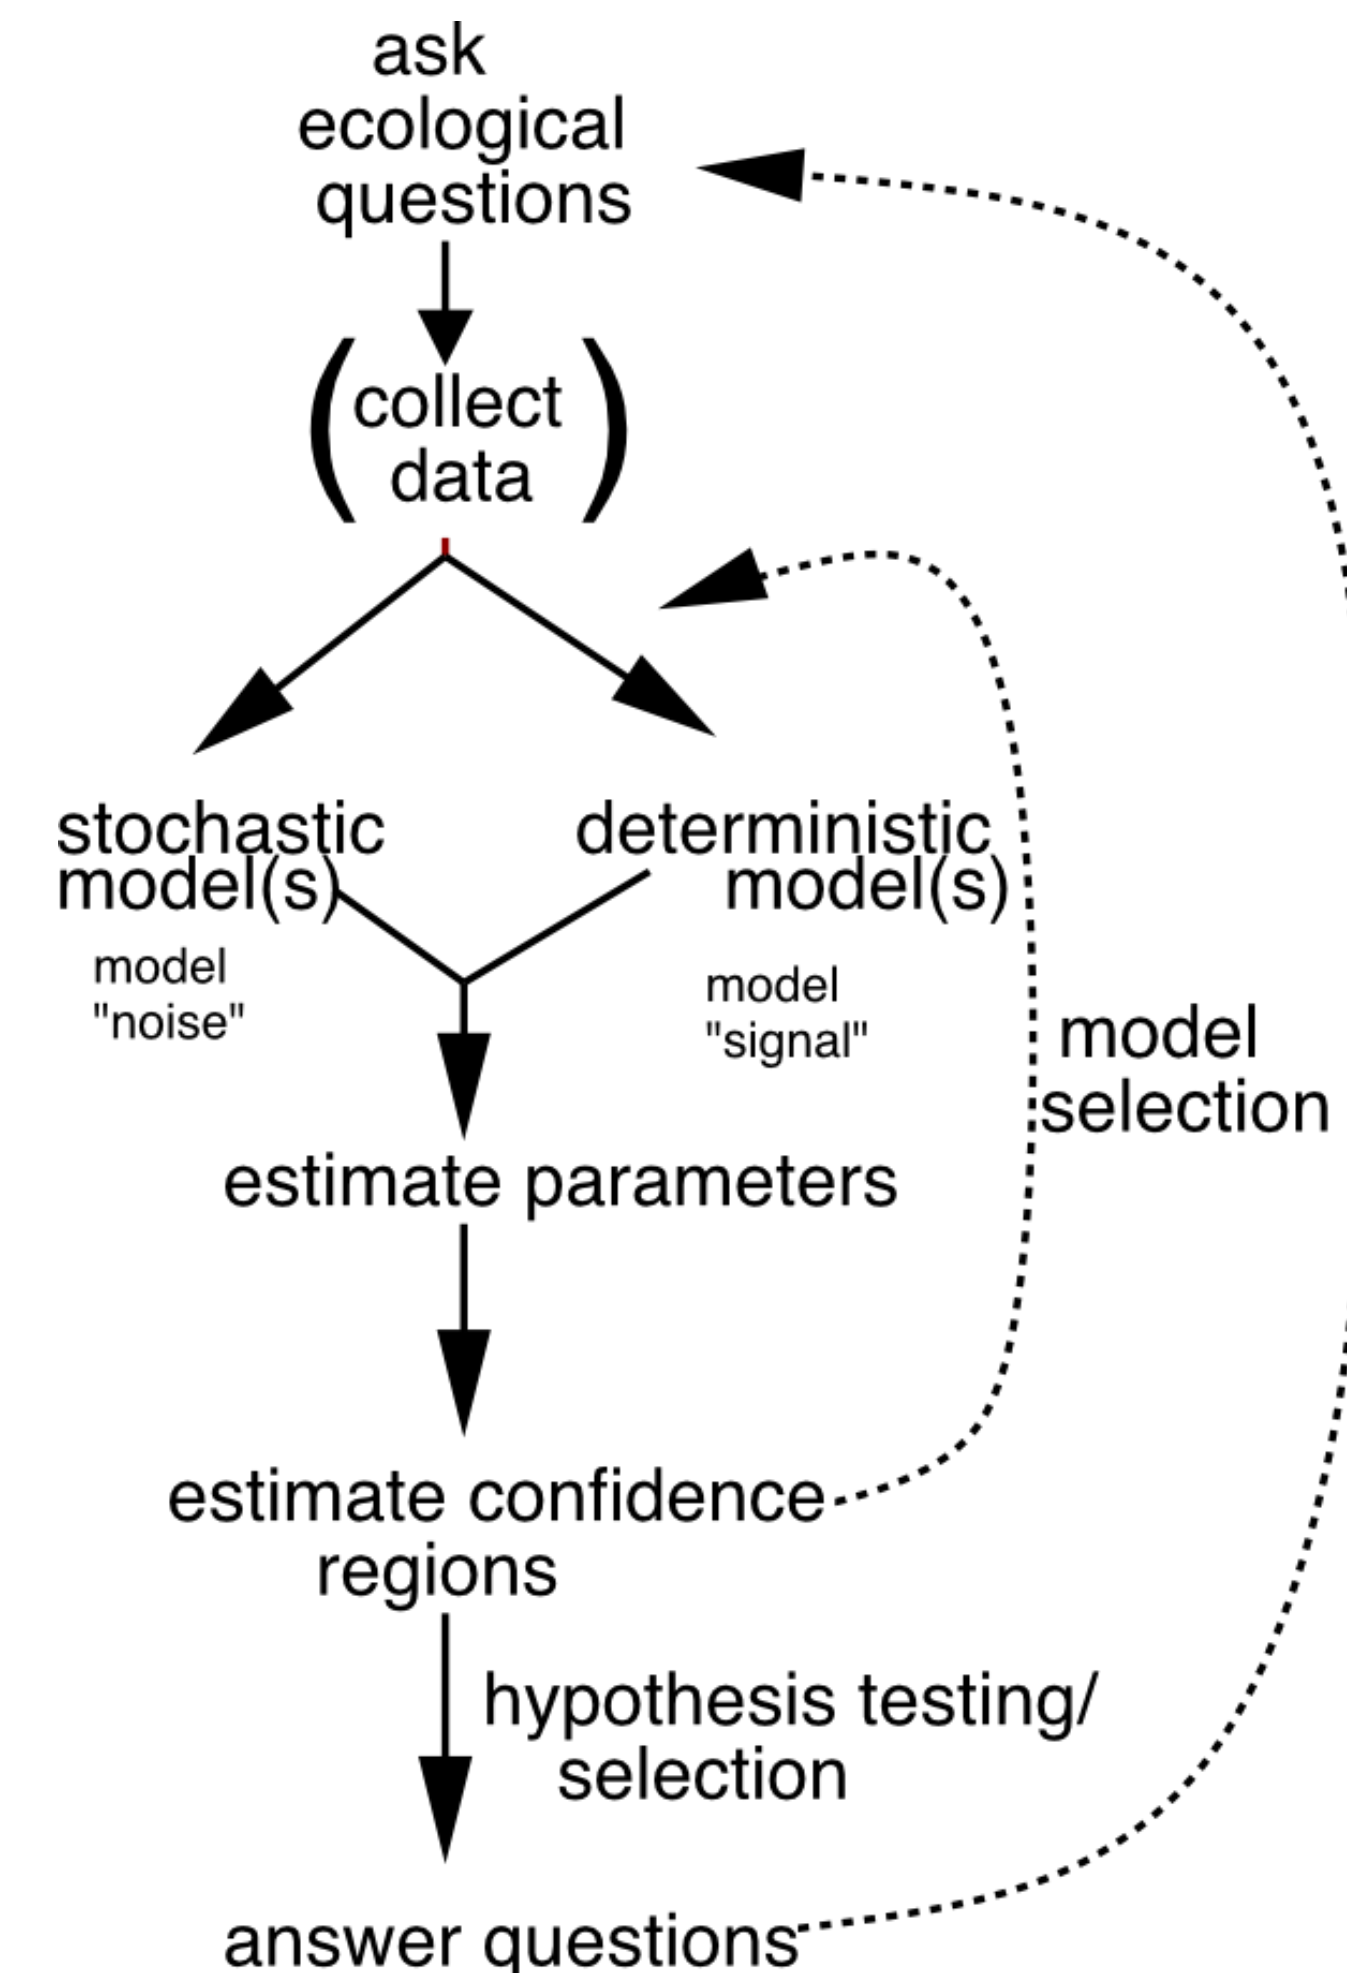 ask
ecological
questions
( collect
data )
stochastic
model(s)
deterministic
model(s)
model
"noise"
model
"signal"
model
selection
estimate parameters
estimate confidence
regions
hypothesis testing/
selection
answer questions